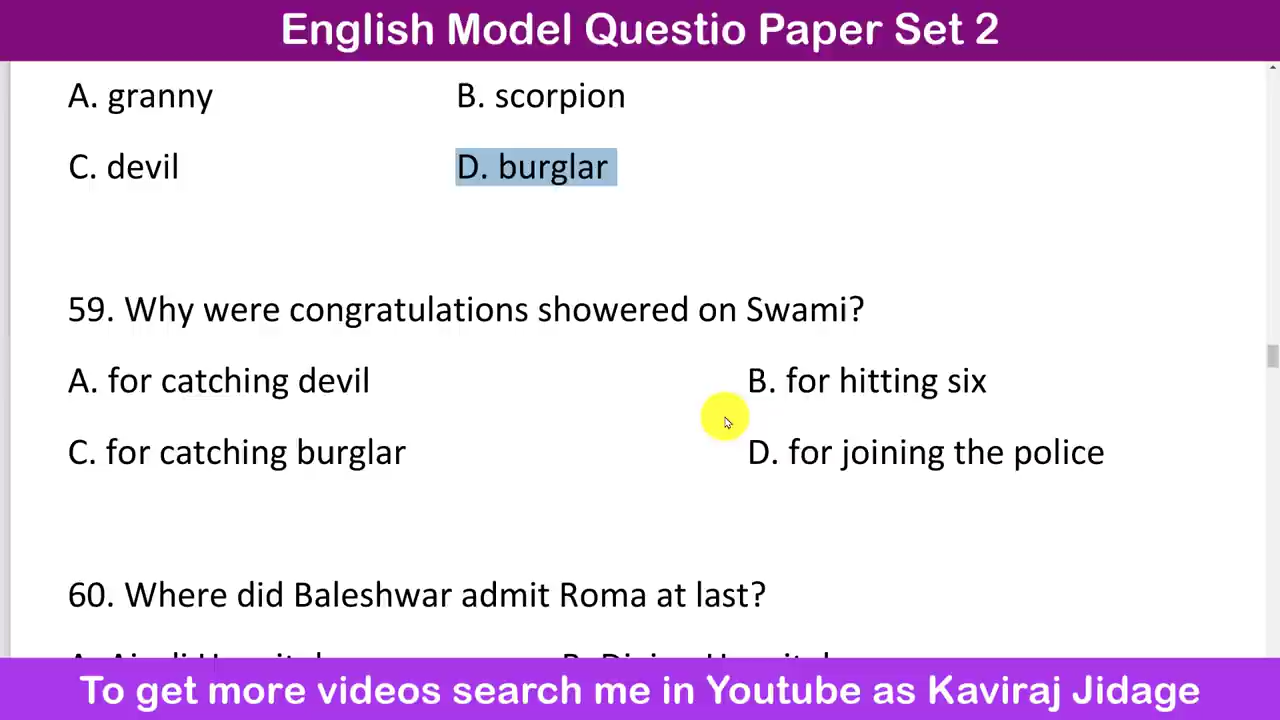 English Model Questio Paper Set 2
A. granny B. scorpion
C. devil D. burglar
59. Why were congratulations showered on Swami?
A. for catching devil B. for hitting six
C. for catching burglar D. for joining the police
60. Where did Baleshwar admit Roma at last?
To get more videos search me in Youtube as Kaviraj Jidage